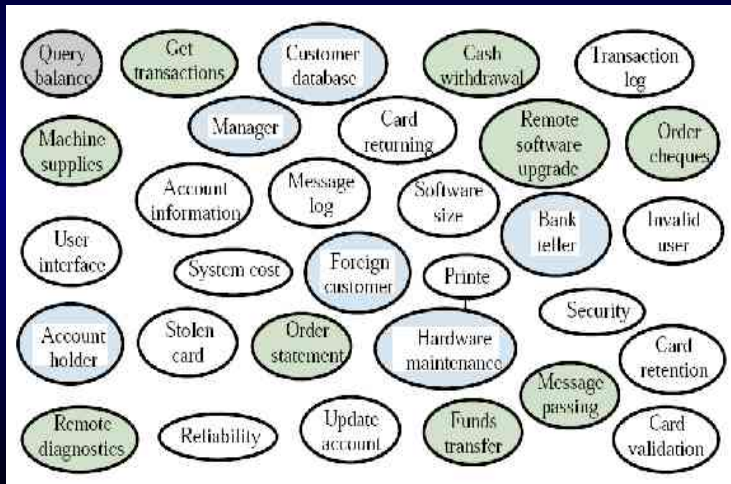 Query
balance
Get
transactions
Customer
database
Cash
withdrawal
Transaction
log
Machine
supplies
Manager
Card
returning
Remote
software
upgrade
Order
cheques
Account
information
Message
log
Software
size
Bank
teller
Invalid
user
User
interface
System cost
Foreign
customer
Printe
Security
Account
holder
Stolen
card
Order
statement
Hardware
maintenance
Card
retention
Message
passing
Remote
diagnostics
Reliability
Update
account
Funds
transfer
Card
validation